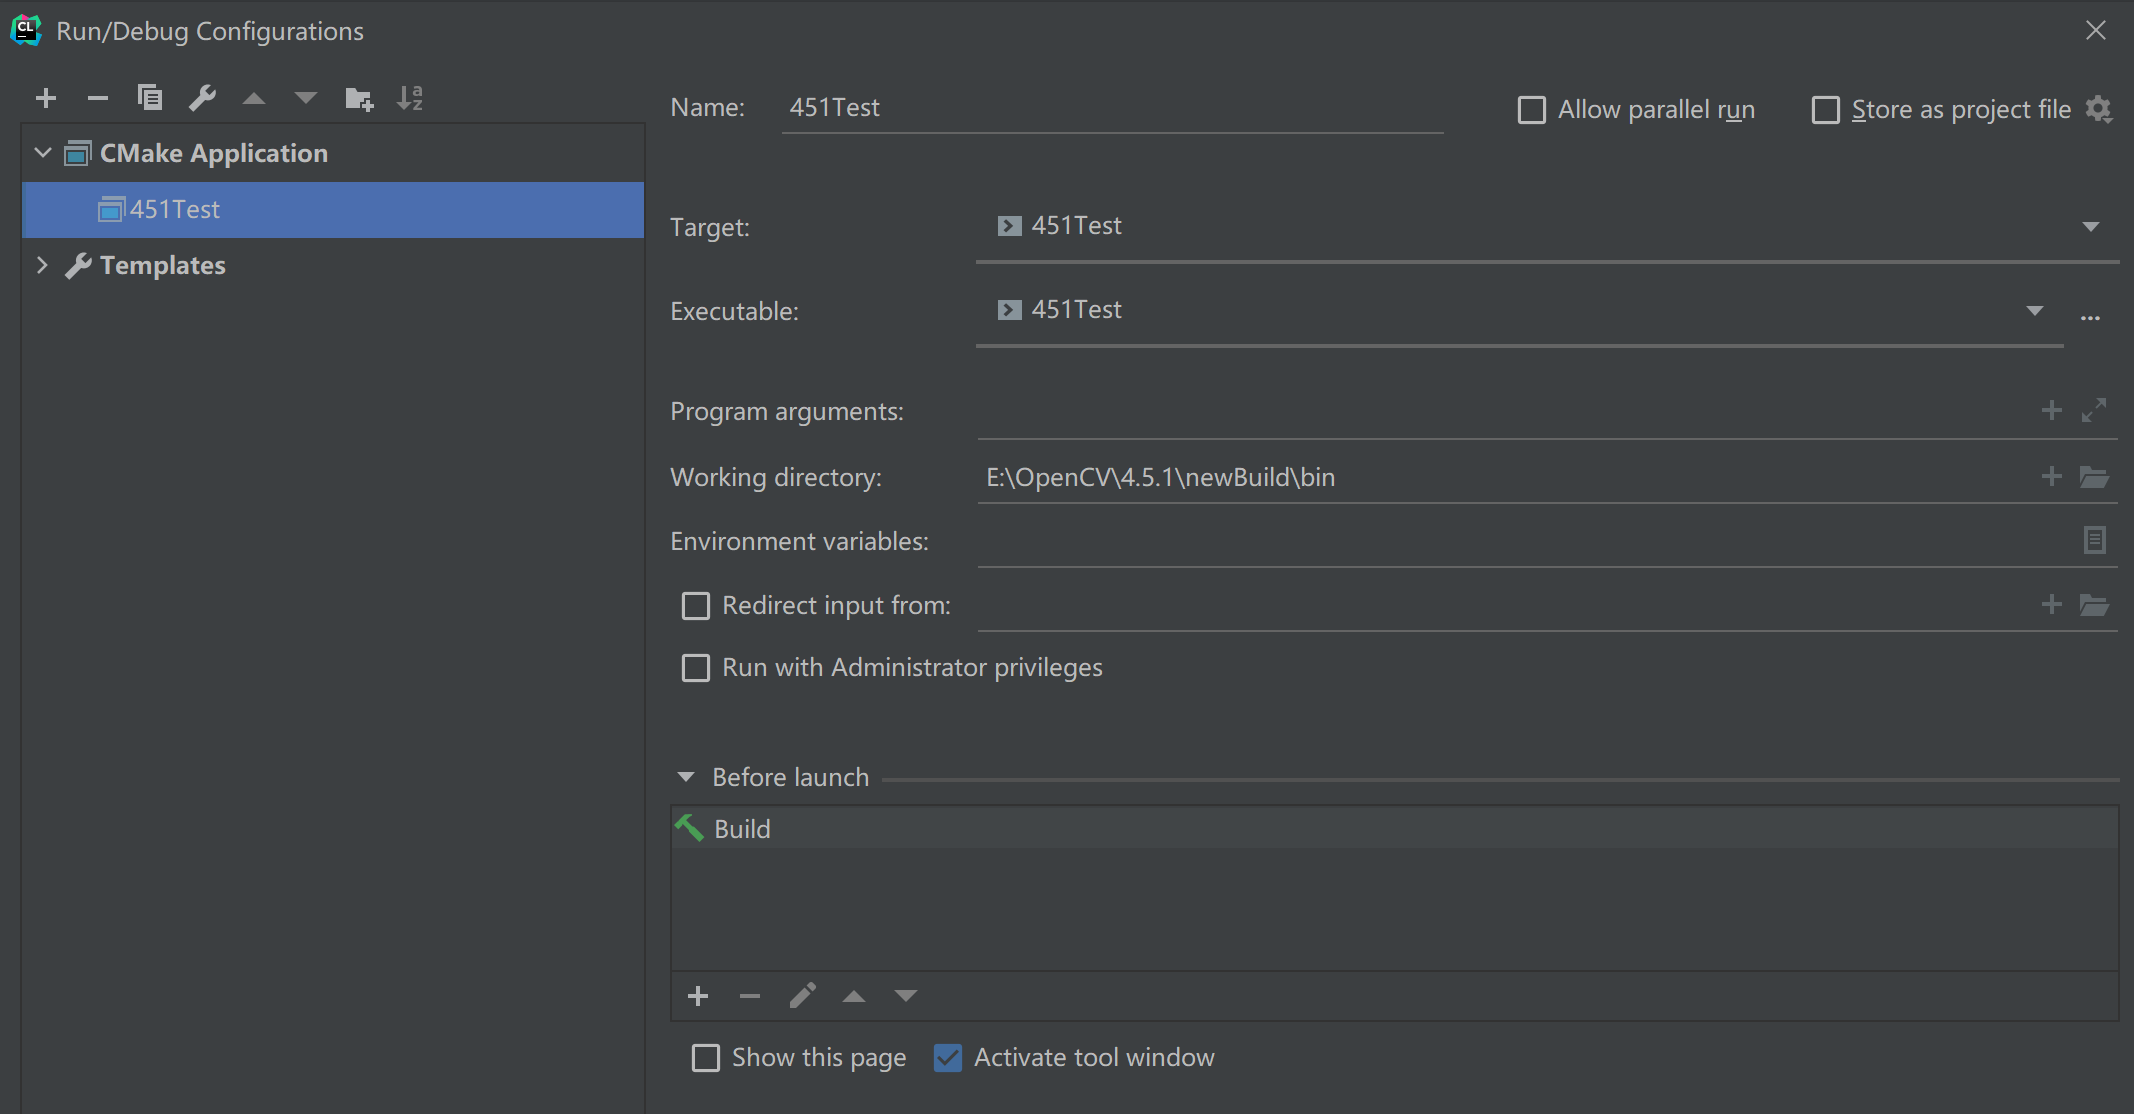 CL Run/Debug Configurations
a
z
CMake Application
451Test
Templates
Name: 451Test
Allow parallel run
Store as project file
Target: 451Test
Executable: 451Test
...
Program arguments:
Working directory: E:\OpenCV\4.5.1\newBuild\bin
Environment variables:
Redirect input from:
Run with Administrator privileges
Before launch
Build
Show this page
Activate tool window